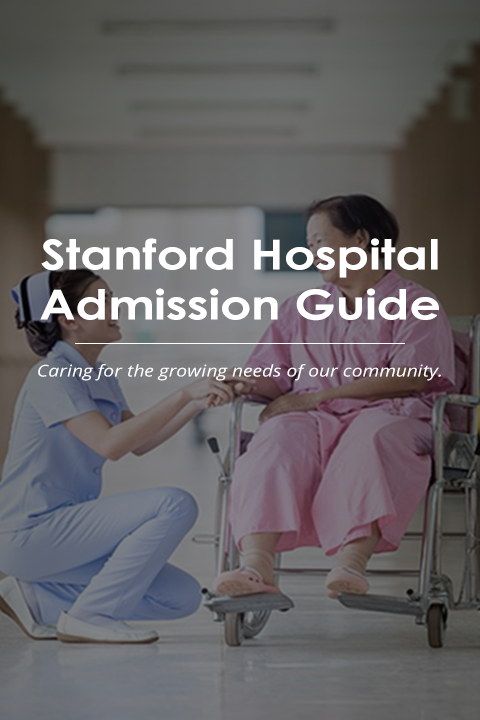 Stanford Hospital
Admission Guide
Caring for the growing needs of our community.